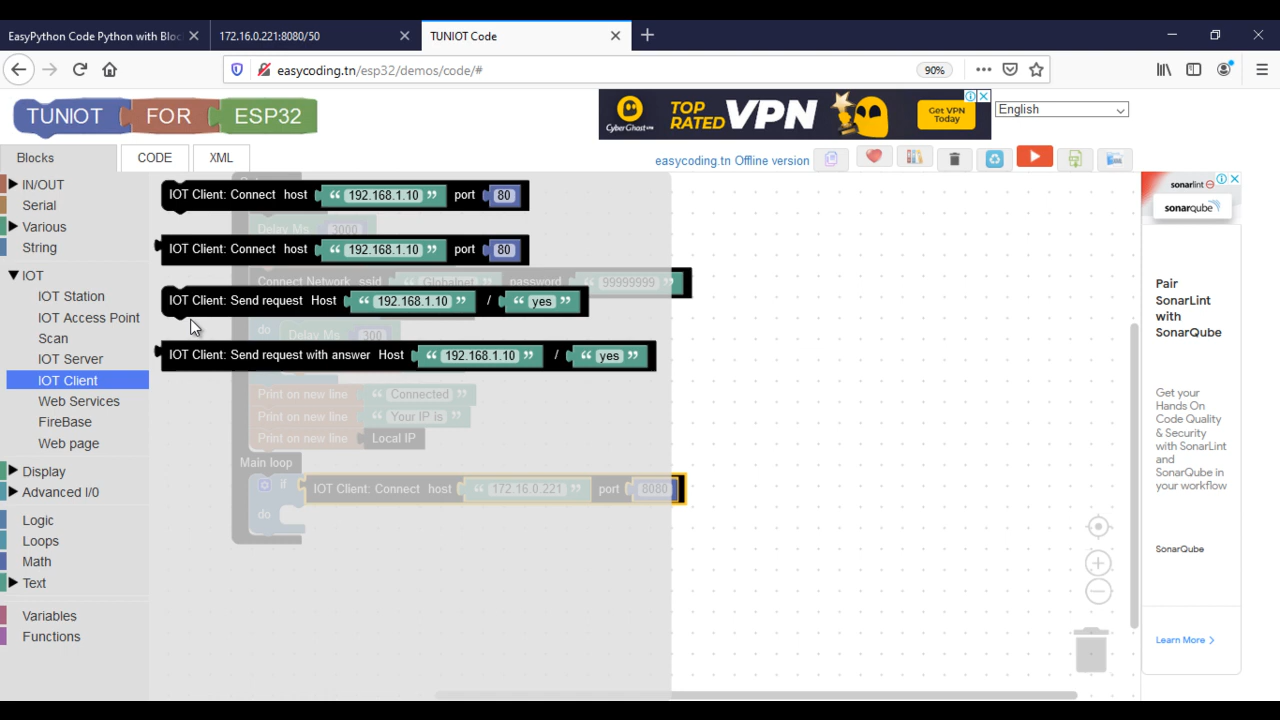 EasyPython Code Python with Bloc
172.16.0.221:8080/50
TUNIOT Code
easycoding.tn/esp32/demos/code/#
90%
TUNIOT FOR ESP32
CyberGhost
TOP RATED VPN
Get VPN Today
English
Blocks
CODE
XML
easycoding.tn Offline version
IN/OUT
Serial
Various
String
IOT
IOT Station
IOT Access Point
Scan
IOT Server
IOT Client
Web Services
FireBase
Web page
Display
Advanced I/0
Logic
Loops
Math
Text
Variables
Functions
IOT Client: Connect host “ 192.168.1.10 ” port 80
Delay Ms 3000
IOT Client: Connect host “ 192.168.1.10 ” port 80
Connect Network ssid “ Globalnet ” password “ 99999999 ”
IOT Client: Send request Host “ 192.168.1.10 ” / “ yes ”
do Delay Ms 300
IOT Client: Send request with answer Host “ 192.168.1.10 ” / “ yes ”
Print on new line “ Connected ”
Print on new line “ Your IP is ”
Print on new line Local IP
Main loop
if IOT Client: Connect host “ 172.16.0.221 ” port 8080
do
sonarlint
sonarqube
Pair
SonarLint
with
SonarQube
Get your
Hands On
Code Quality
& Security
with SonarLint
and
SonarQube in
your workflow
SonarQube
Learn More >